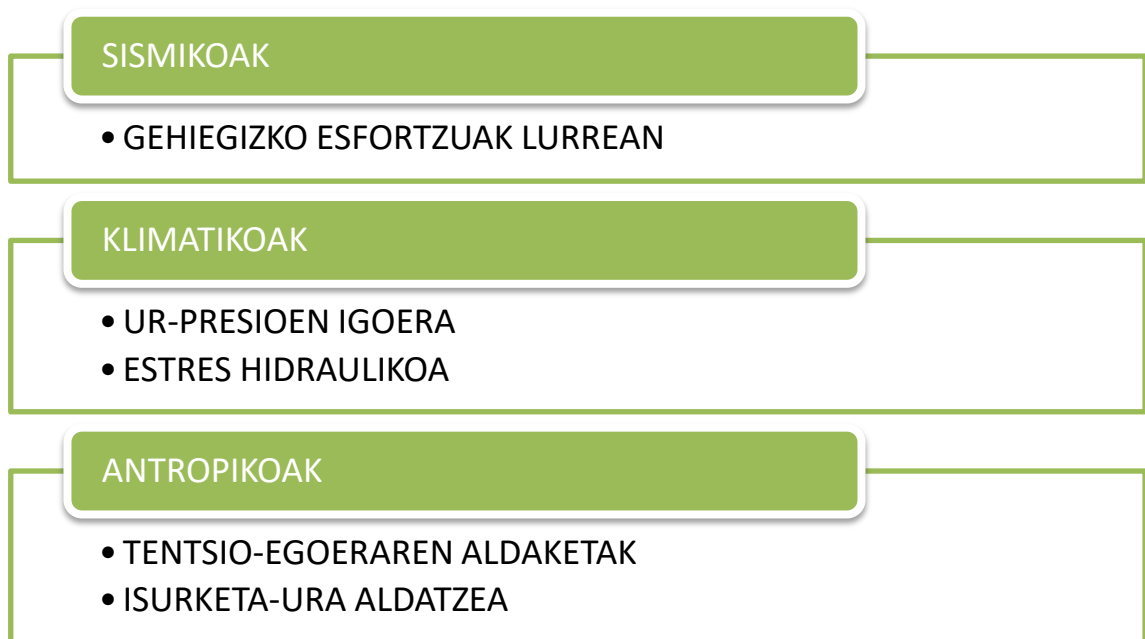 SISMIKOAK
• GEHIEGIZKO ESFORTZUAK LURREAN
KLIMATIKOAK
• UR-PRESIOEN IGOERA
• ESTRES HIDRAULIKOA
ANTROPIKOAK
• TENTSIO-EGOERAREN ALDAKETAK
• ISURKETA-URA ALDATZEA